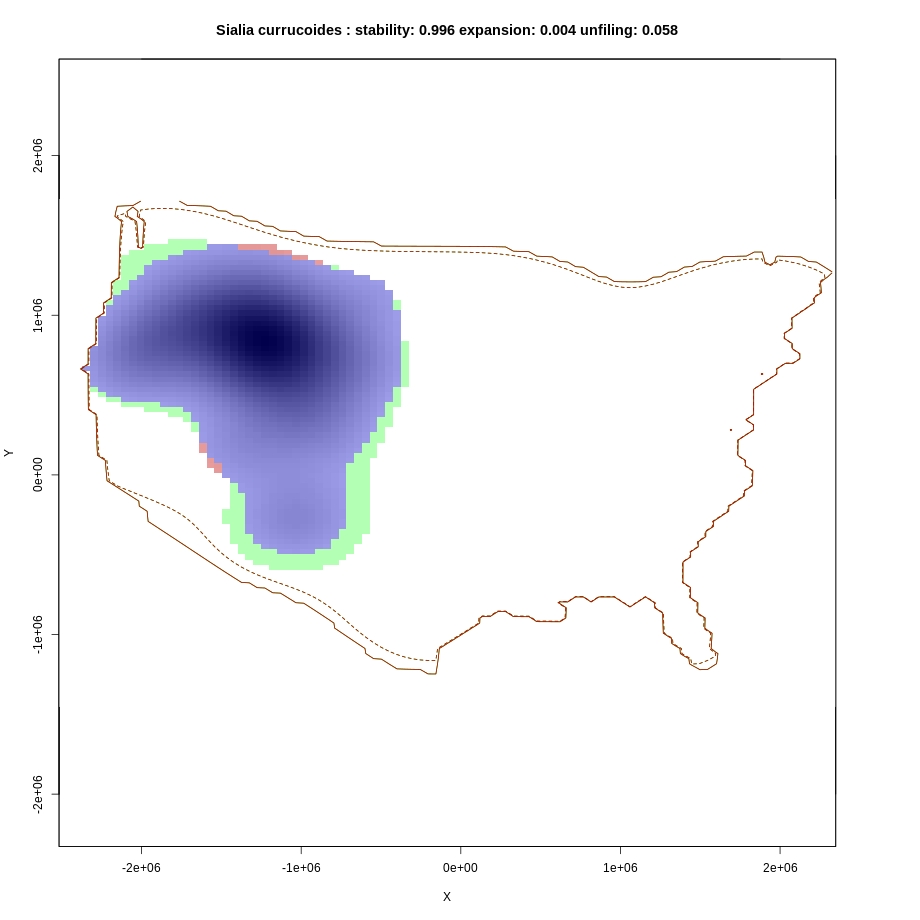 Sialia currucoides : stability: 0.996 expansion: 0.004 unfiling: 0.058
2e+06
1e+06
0e+00
-1e+06
-2e+06
Y
-2e+06 -1e+06 0e+00 1e+06 2e+06
X